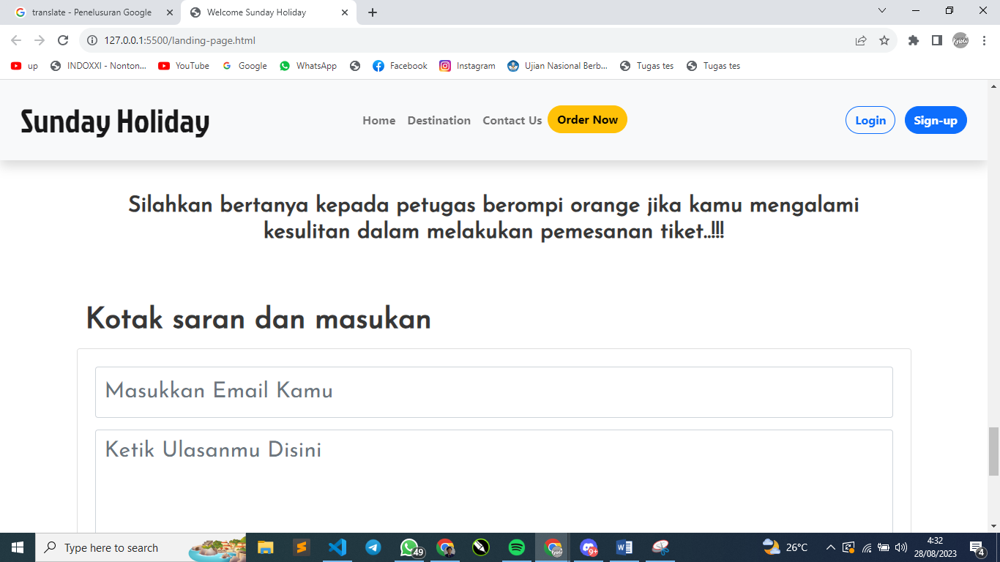 translate - Penelusuran Google
Welcome Sunday Holiday
127.0.0.1:5500/landing-page.html
up
INDOXXI - Nonton...
YouTube
Google
WhatsApp
Facebook
Instagram
Ujian Nasional Berb...
Tugas tes
Tugas tes
Sunday Holiday
Home
Destination
Contact Us
Order Now
Login
Sign-up
Silahkan bertanya kepada petugas berompi orange jika kamu mengalami
kesulitan dalam melakukan pemesanan tiket..!!!
Kotak saran dan masukan
Masukkan Email Kamu
Ketik Ulasanmu Disini
Type here to search
49
9+
26°C
4:32
28/08/2023
4